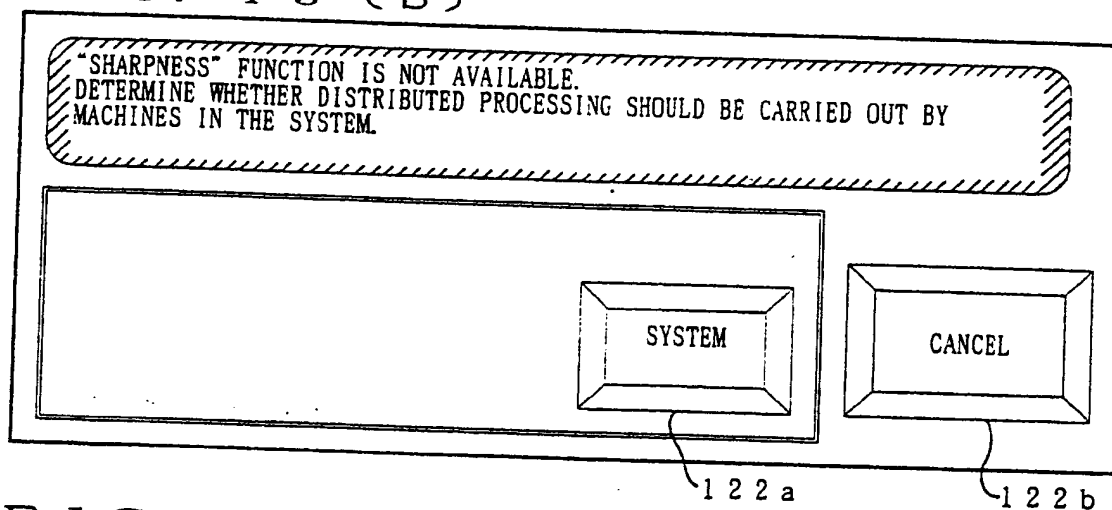 "SHARPNESS" FUNCTION IS NOT AVAILABLE.
DETERMINE WHETHER DISTRIBUTED PROCESSING SHOULD BE CARRIED OUT BY
MACHINES IN THE SYSTEM.
SYSTEM
CANCEL
122a
122b